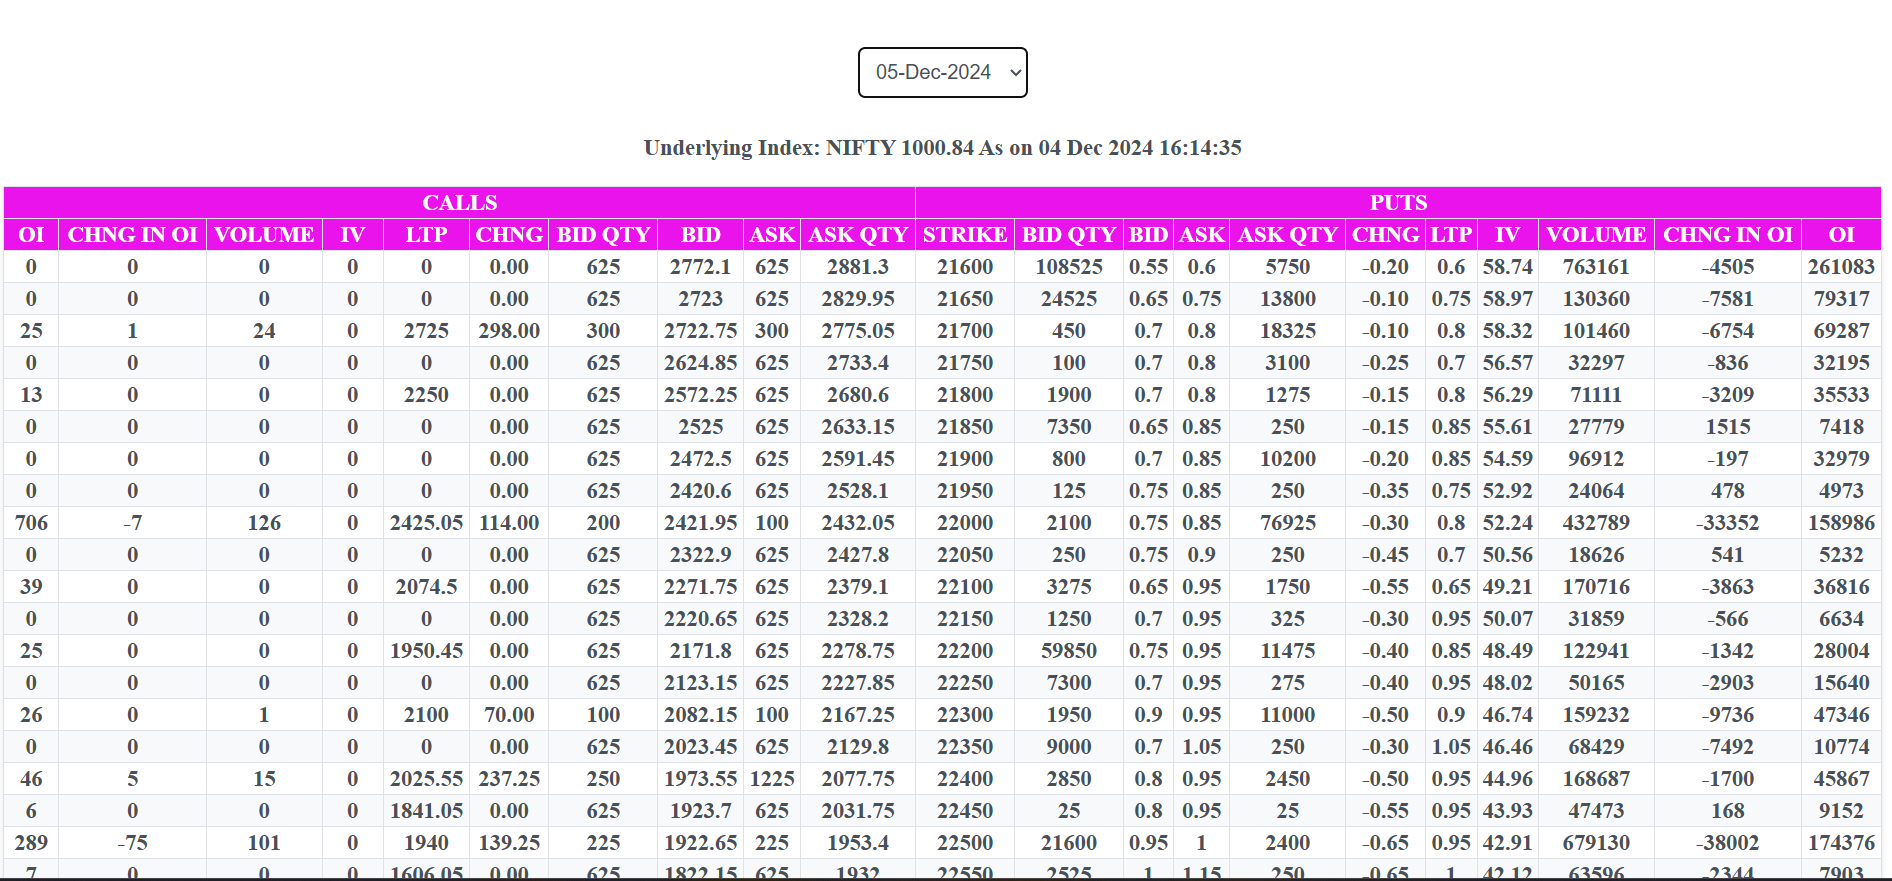 05-Dec-2024
Underlying Index: NIFTY 1000.84 As on 04 Dec 2024 16:14:35
CALLS PUTS
OI CHNG IN OI VOLUME IV LTP CHNG BID QTY BID ASK ASK QTY STRIKE BID QTY BID ASK ASK QTY CHNG LTP IV VOLUME CHNG IN OI OI
0 0 0 0 0 0.00 625 2772.1 625 2881.3 21600 108525 0.55 0.6 5750 -0.20 0.6 58.74 763161 -4505 261083
0 0 0 0 0 0.00 625 2723 625 2829.95 21650 24525 0.65 0.75 13800 -0.10 0.75 58.97 130360 -7581 79317
25 1 24 0 2725 298.00 300 2722.75 300 2775.05 21700 450 0.7 0.8 18325 -0.10 0.8 58.32 101460 -6754 69287
0 0 0 0 0 0.00 625 2624.85 625 2733.4 21750 100 0.7 0.8 3100 -0.25 0.7 56.57 32297 -836 32195
13 0 0 0 2250 0.00 625 2572.25 625 2680.6 21800 1900 0.7 0.8 1275 -0.15 0.8 56.29 71111 -3209 35533
0 0 0 0 0 0.00 625 2525 625 2633.15 21850 7350 0.65 0.85 250 -0.15 0.85 55.61 27779 1515 7418
0 0 0 0 0 0.00 625 2472.5 625 2591.45 21900 800 0.7 0.85 10200 -0.20 0.85 54.59 96912 -197 32979
0 0 0 0 0 0.00 625 2420.6 625 2528.1 21950 125 0.75 0.85 250 -0.35 0.75 52.92 24064 478 4973
706 -7 126 0 2425.05 114.00 200 2421.95 100 2432.05 22000 2100 0.75 0.85 76925 -0.30 0.8 52.24 432789 -33352 158986
0 0 0 0 0 0.00 625 2322.9 625 2427.8 22050 250 0.75 0.9 250 -0.45 0.7 50.56 18626 541 5232
39 0 0 0 2074.5 0.00 625 2271.75 625 2379.1 22100 3275 0.65 0.95 1750 -0.55 0.65 49.21 170716 -3863 36816
0 0 0 0 0 0.00 625 2220.65 625 2328.2 22150 1250 0.7 0.95 325 -0.30 0.95 50.07 31859 -566 6634
25 0 0 0 1950.45 0.00 625 2171.8 625 2278.75 22200 59850 0.75 0.95 11475 -0.40 0.85 48.49 122941 -1342 28004
0 0 0 0 0 0.00 625 2123.15 625 2227.85 22250 7300 0.7 0.95 275 -0.40 0.95 48.02 50165 -2903 15640
26 0 1 0 2100 70.00 100 2082.15 100 2167.25 22300 1950 0.9 0.95 11000 -0.50 0.9 46.74 159232 -9736 47346
0 0 0 0 0 0.00 625 2023.45 625 2129.8 22350 9000 0.7 1.05 250 -0.30 1.05 46.46 68429 -7492 10774
46 5 15 0 2025.55 237.25 250 1973.55 1225 2077.75 22400 2850 0.8 0.95 2450 -0.50 0.95 44.96 168687 -1700 45867
6 0 0 0 1841.05 0.00 625 1923.7 625 2031.75 22450 25 0.8 0.95 25 -0.55 0.95 43.93 47473 168 9152
289 -75 101 0 1940 139.25 225 1922.65 225 1953.4 22500 21600 0.95 1 2400 -0.65 0.95 42.91 679130 -38002 174376
7 0 0 0 1606.05 0.00 625 1822.15 625 1932 22550 2525 1 1.15 250 -0.65 1 42.12 63596 -2344 7903